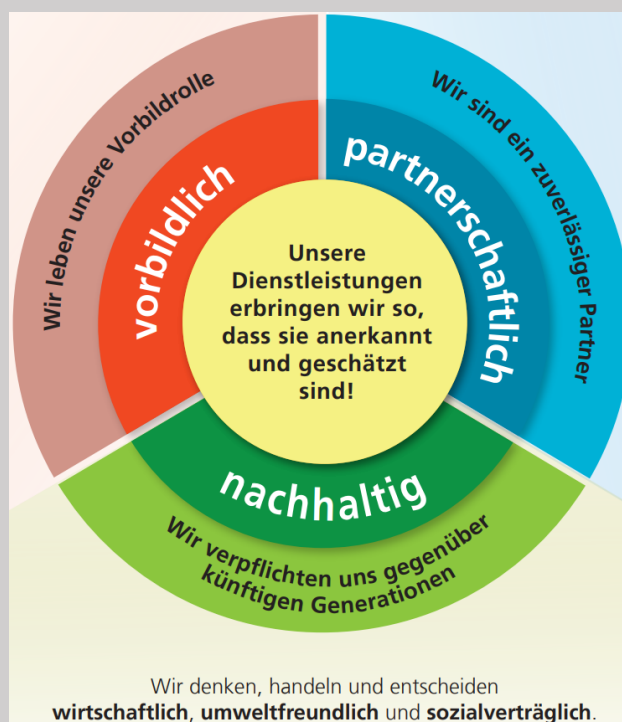 Wir leben unsere Vorbildrolle
vorbildlich
partnerschaftlich
Wir sind ein zuverlässiger Partner
Unsere
Dienstleistungen
erbringen wir so,
dass sie anerkannt
und geschätzt
sind!
nachhaltig
Wir verpflichten uns gegenüber
künftigen Generationen
Wir denken, handeln und entscheiden
wirtschaftlich, umweltfreundlich und sozialverträglich.